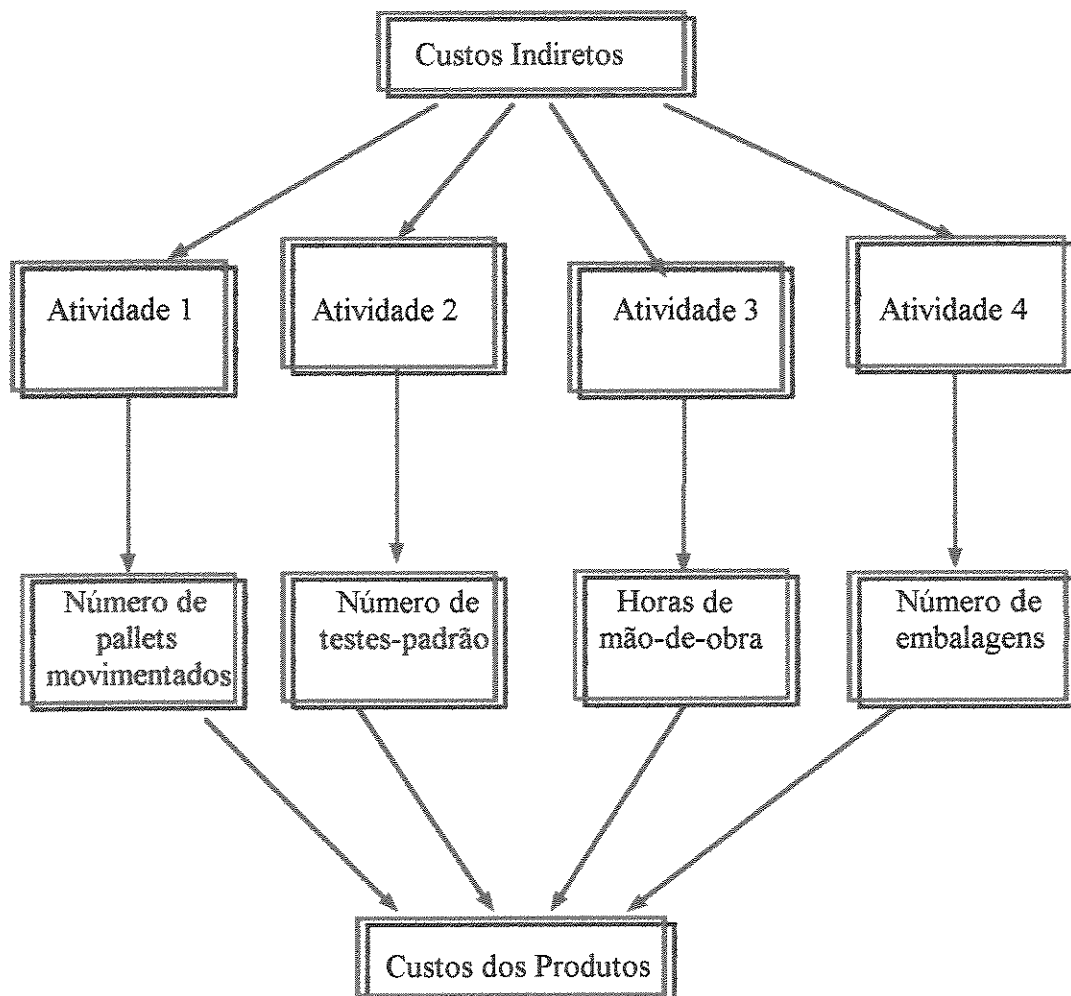 Custos Indiretos
Atividade 1
Atividade 2
Atividade 3
Atividade 4
Número de
pallets
movimentados
Número de
testes-padrão
Horas de
mão-de-obra
Número de
embalagens
Custos dos Produtos